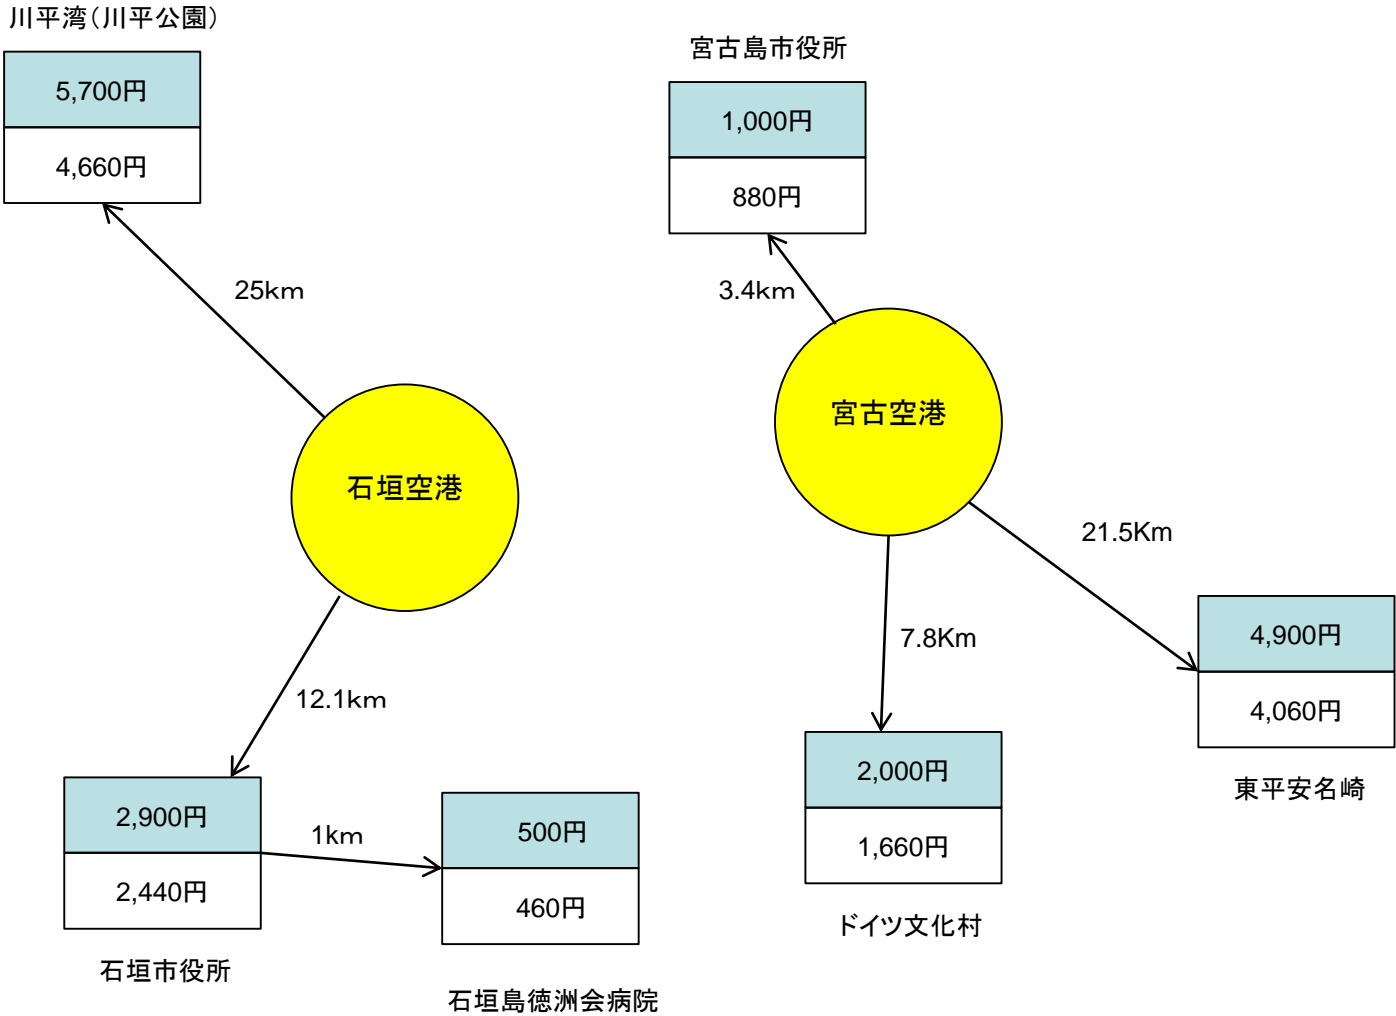 川平湾（川平公園）
5,700円
4,660円
25km
石垣空港
12.1km
2,900円
2,440円
石垣市役所
1km
500円
460円
石垣島徳洲会病院
宮古島市役所
1,000円
880円
3.4km
宮古空港
21.5Km
4,900円
4,060円
東平安名崎
7.8Km
2,000円
1,660円
ドイツ文化村